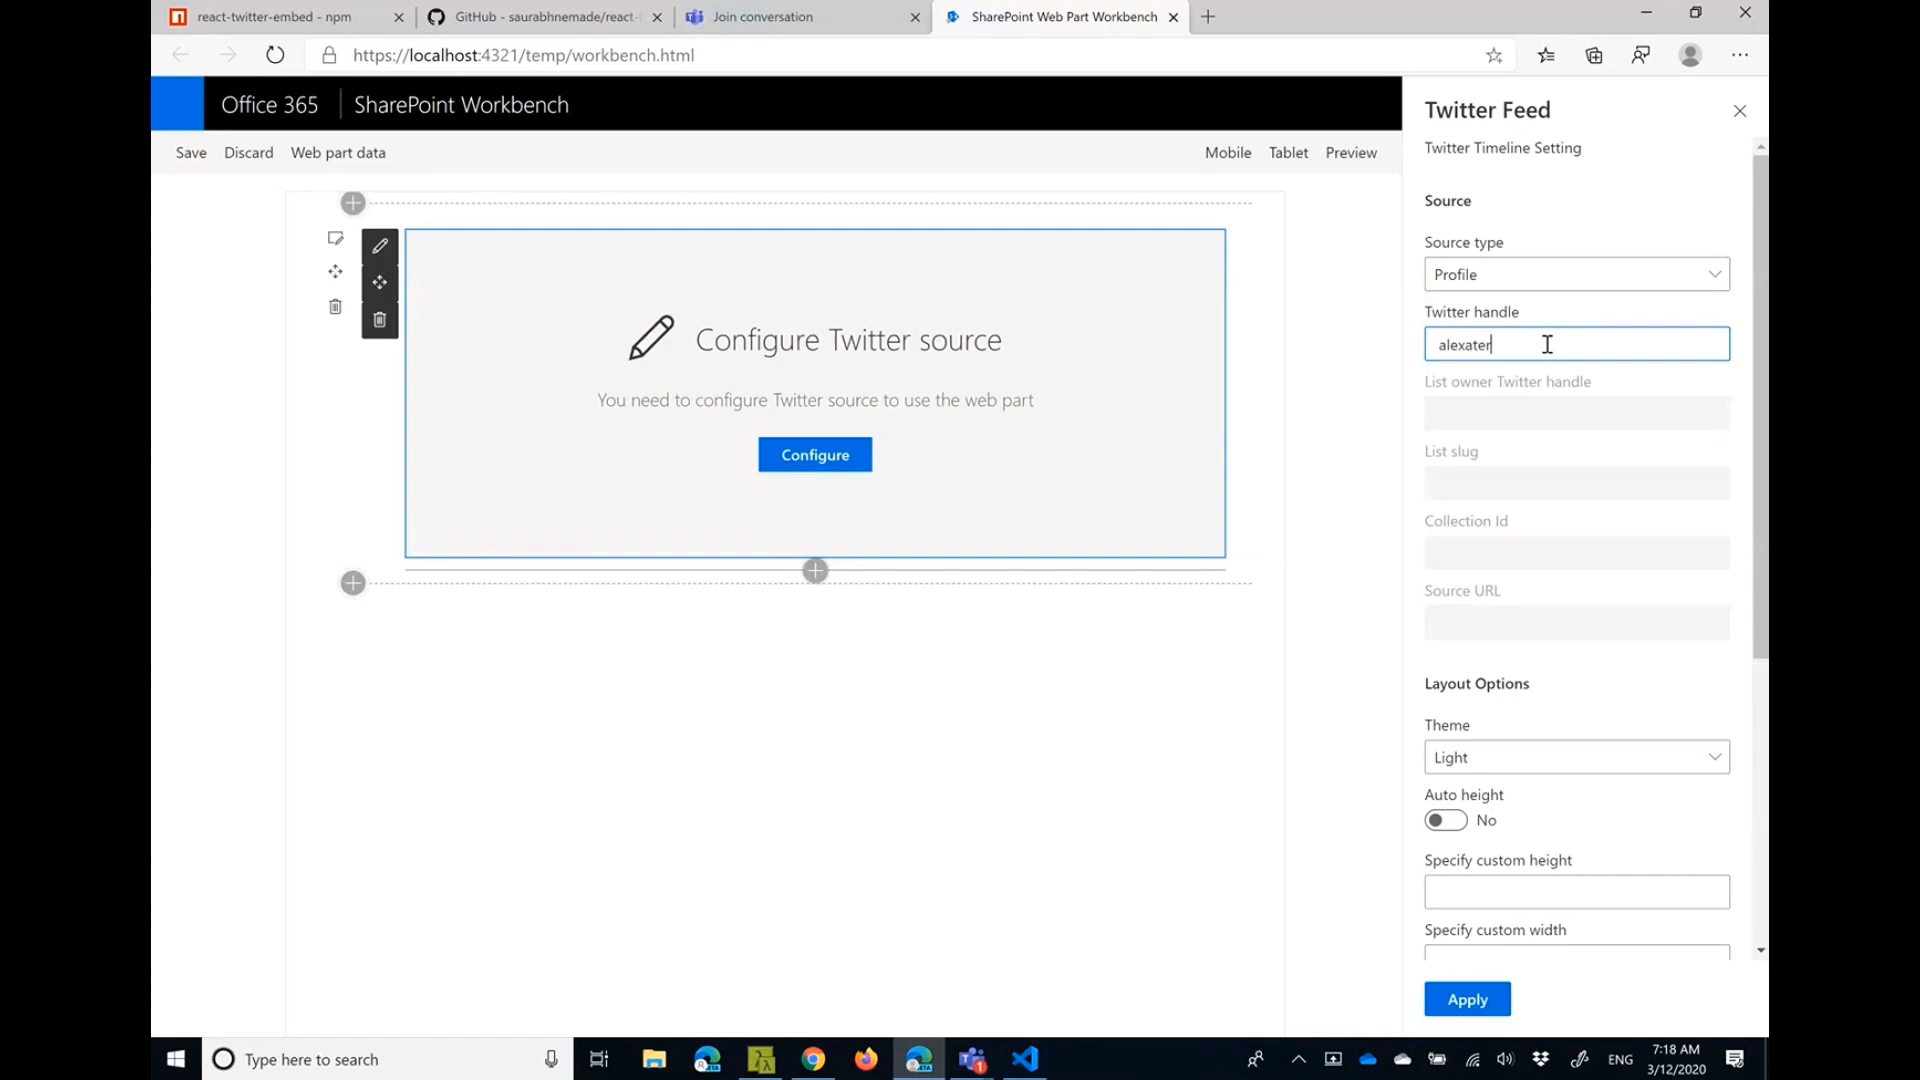 react-twitter-embed - npm
GitHub - saurabhnemade/react-t
Join conversation
SharePoint Web Part Workbench
https://localhost:4321/temp/workbench.html
Office 365
SharePoint Workbench
Save
Discard
Web part data
Mobile
Tablet
Preview
Configure Twitter source
You need to configure Twitter source to use the web part
Configure
Twitter Feed
Twitter Timeline Setting
Source
Source type
Profile
Twitter handle
alexater
List owner Twitter handle
List slug
Collection Id
Source URL
Layout Options
Theme
Light
Auto height
No
Specify custom height
Specify custom width
Apply
Type here to search
ENG
7:18 AM
3/12/2020